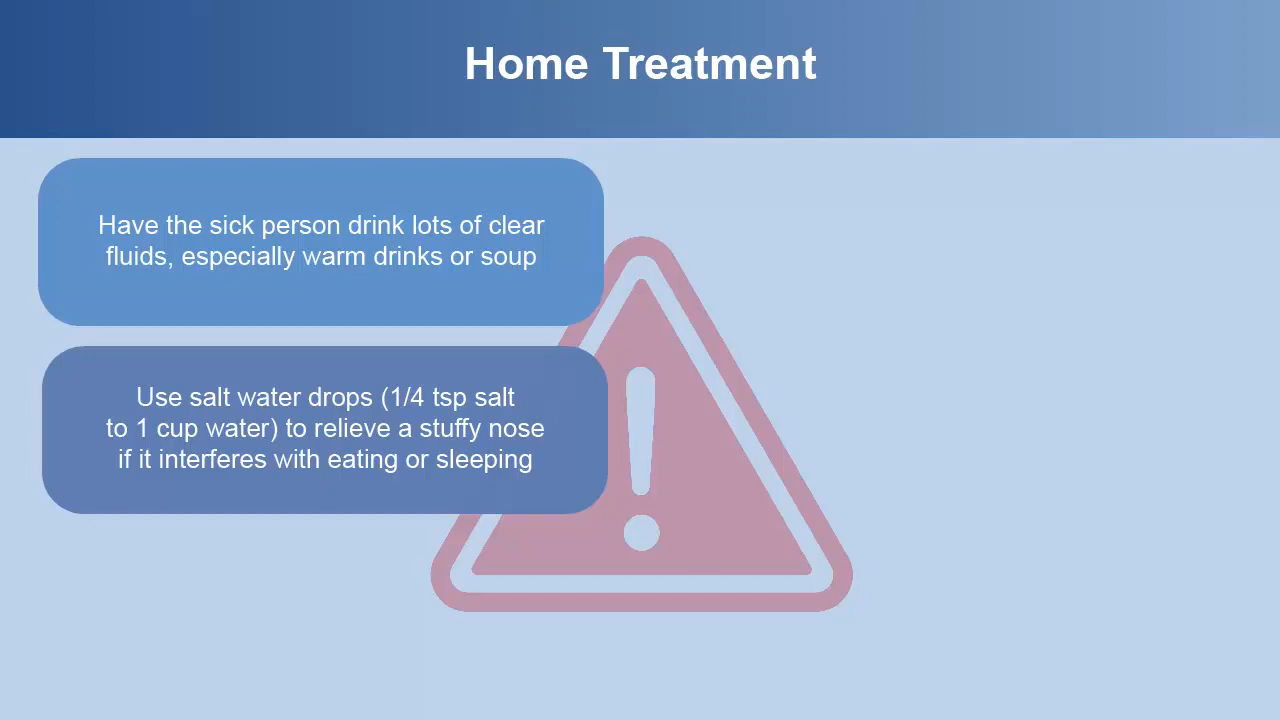 Home Treatment
Have the sick person drink lots of clear
fluids, especially warm drinks or soup
Use salt water drops (1/4 tsp salt
to 1 cup water) to relieve a stuffy nose
if it interferes with eating or sleeping